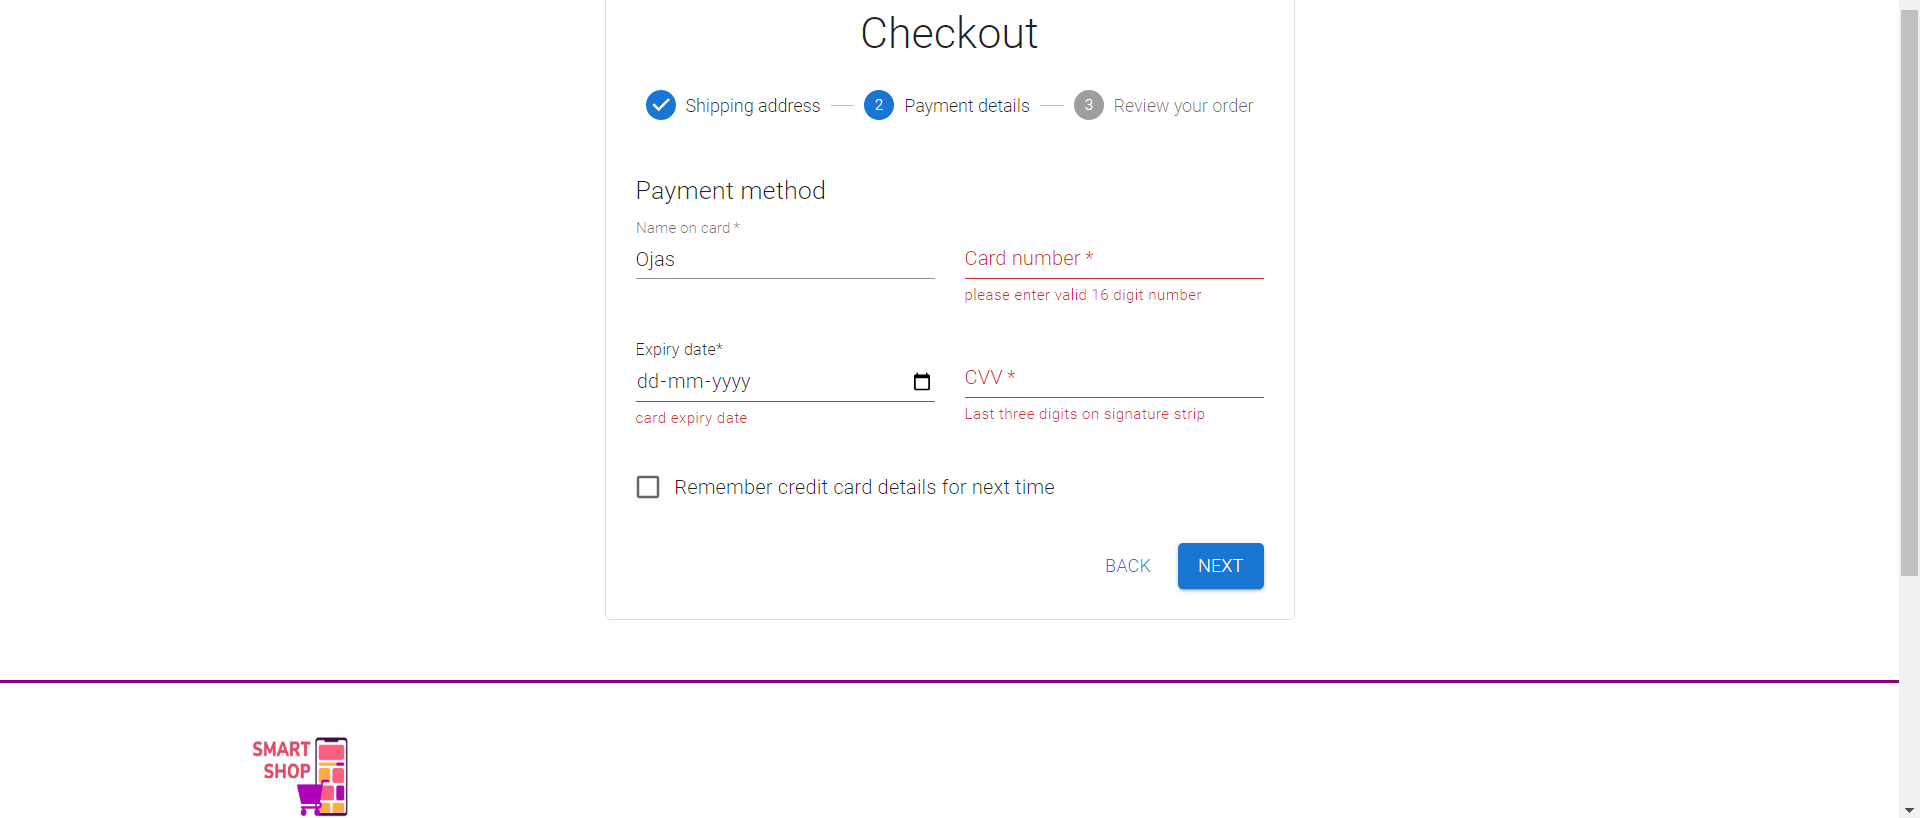 Checkout
Shipping address
2 Payment details
3 Review your order
Payment method
Name on card *
Ojas
Card number *
please enter valid 16 digit number
Expiry date*
dd-mm-yyyy
card expiry date
CVV *
Last three digits on signature strip
Remember credit card details for next time
BACK
NEXT
SMART
SHOP